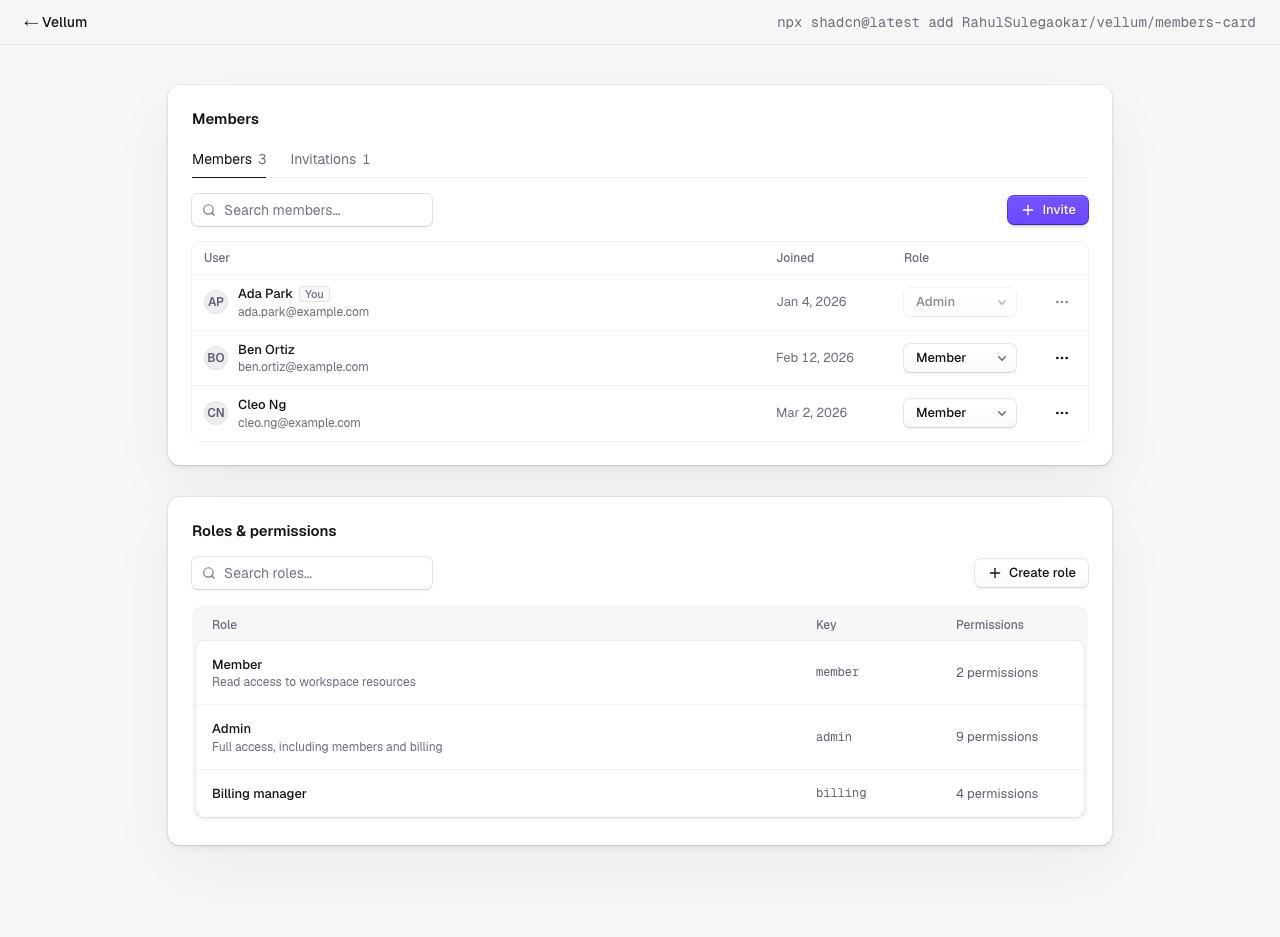 ← Vellum
npx shadcn@latest add RahulSulegaokar/vellum/members-card
Members
Members 3 Invitations 1
Search members…
+ Invite
User Joined Role
AP Ada Park You
ada.park@example.com
Jan 4, 2026 Admin
BO Ben Ortiz
ben.ortiz@example.com
Feb 12, 2026 Member
CN Cleo Ng
cleo.ng@example.com
Mar 2, 2026 Member
Roles & permissions
Search roles…
+ Create role
Role Key Permissions
Member
Read access to workspace resources
member 2 permissions
Admin
Full access, including members and billing
admin 9 permissions
Billing manager billing 4 permissions